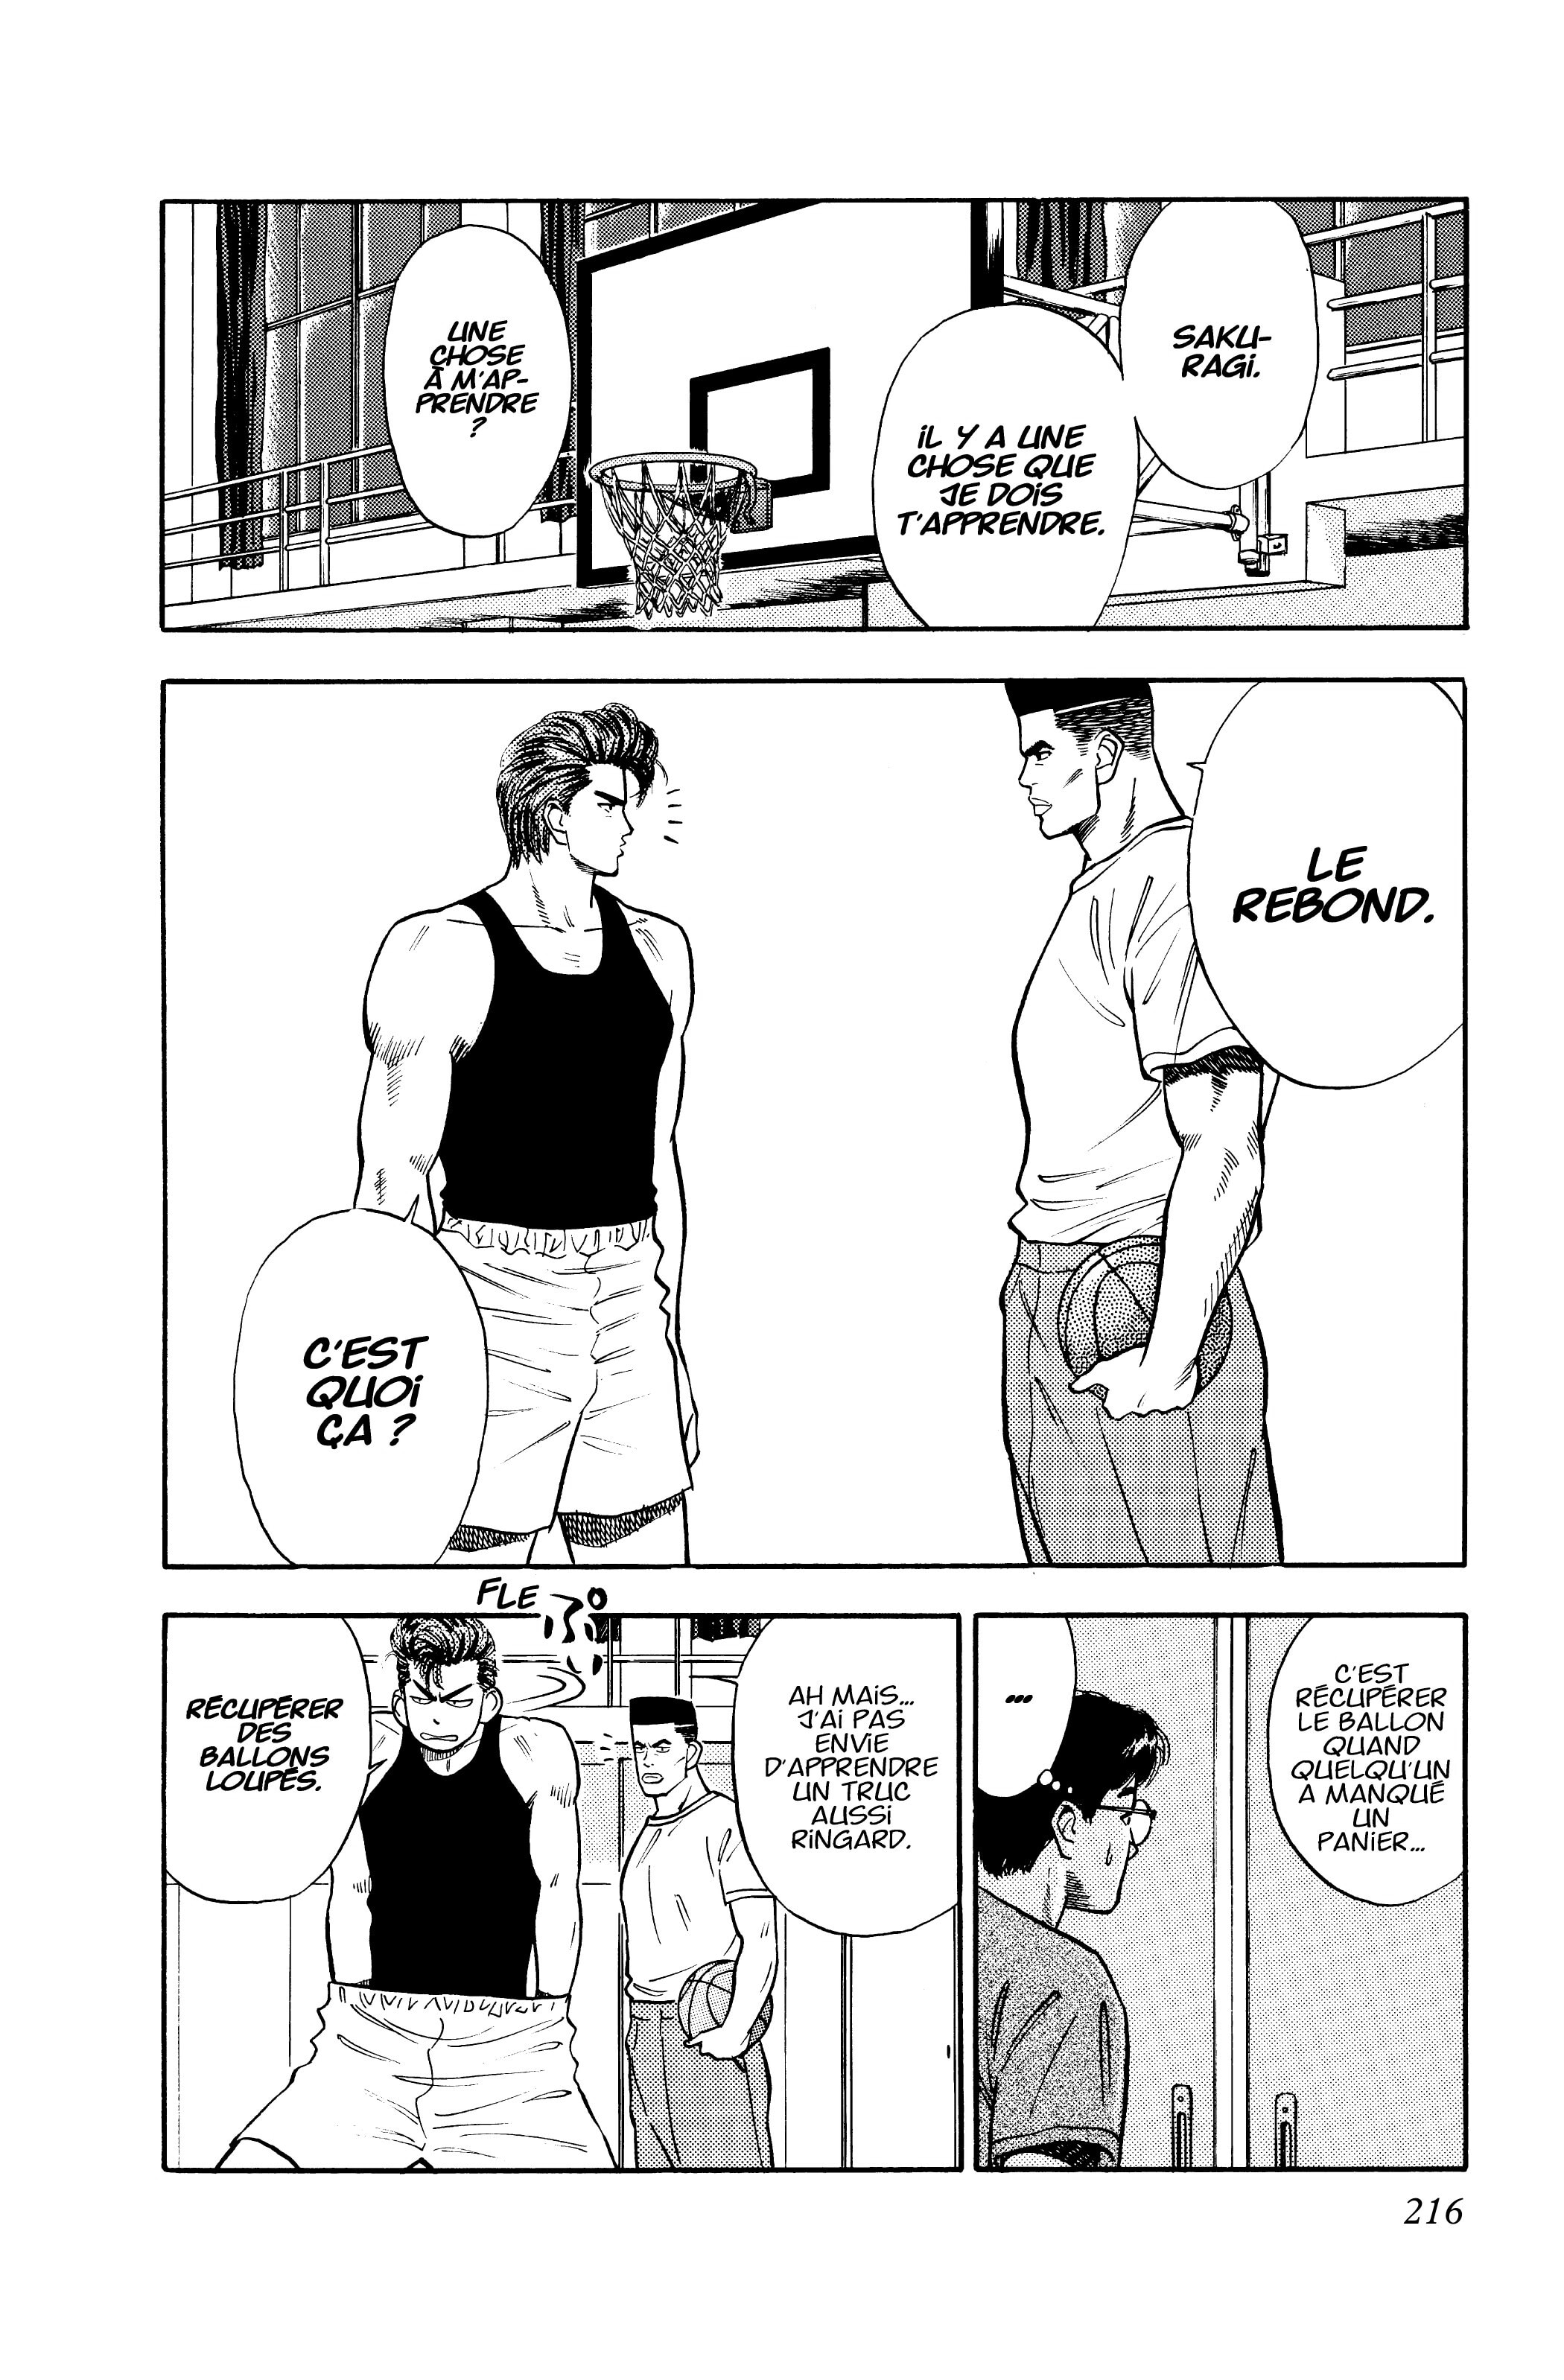 SAKU-
RAGI.
IL Y A UNE
CHOSE QUE
JE DOIS
T'APPRENDRE.
UNE
CHOSE
À M'AP-
PRENDRE
?
LE
REBOND.
C'EST
QUOI
ÇA ?
C'EST
RÉCUPÉRER
LE BALLON
QUAND
QUELQU'UN
A MANQUÉ
UN
PANIER...
...
AH MAIS...
J'AI PAS
ENVIE
D'APPRENDRE
UN TRUC
AUSSI
RINGARD.
FLE
ぷい
RÉCUPÉRER
DES
BALLONS
LOUPÉS.
216